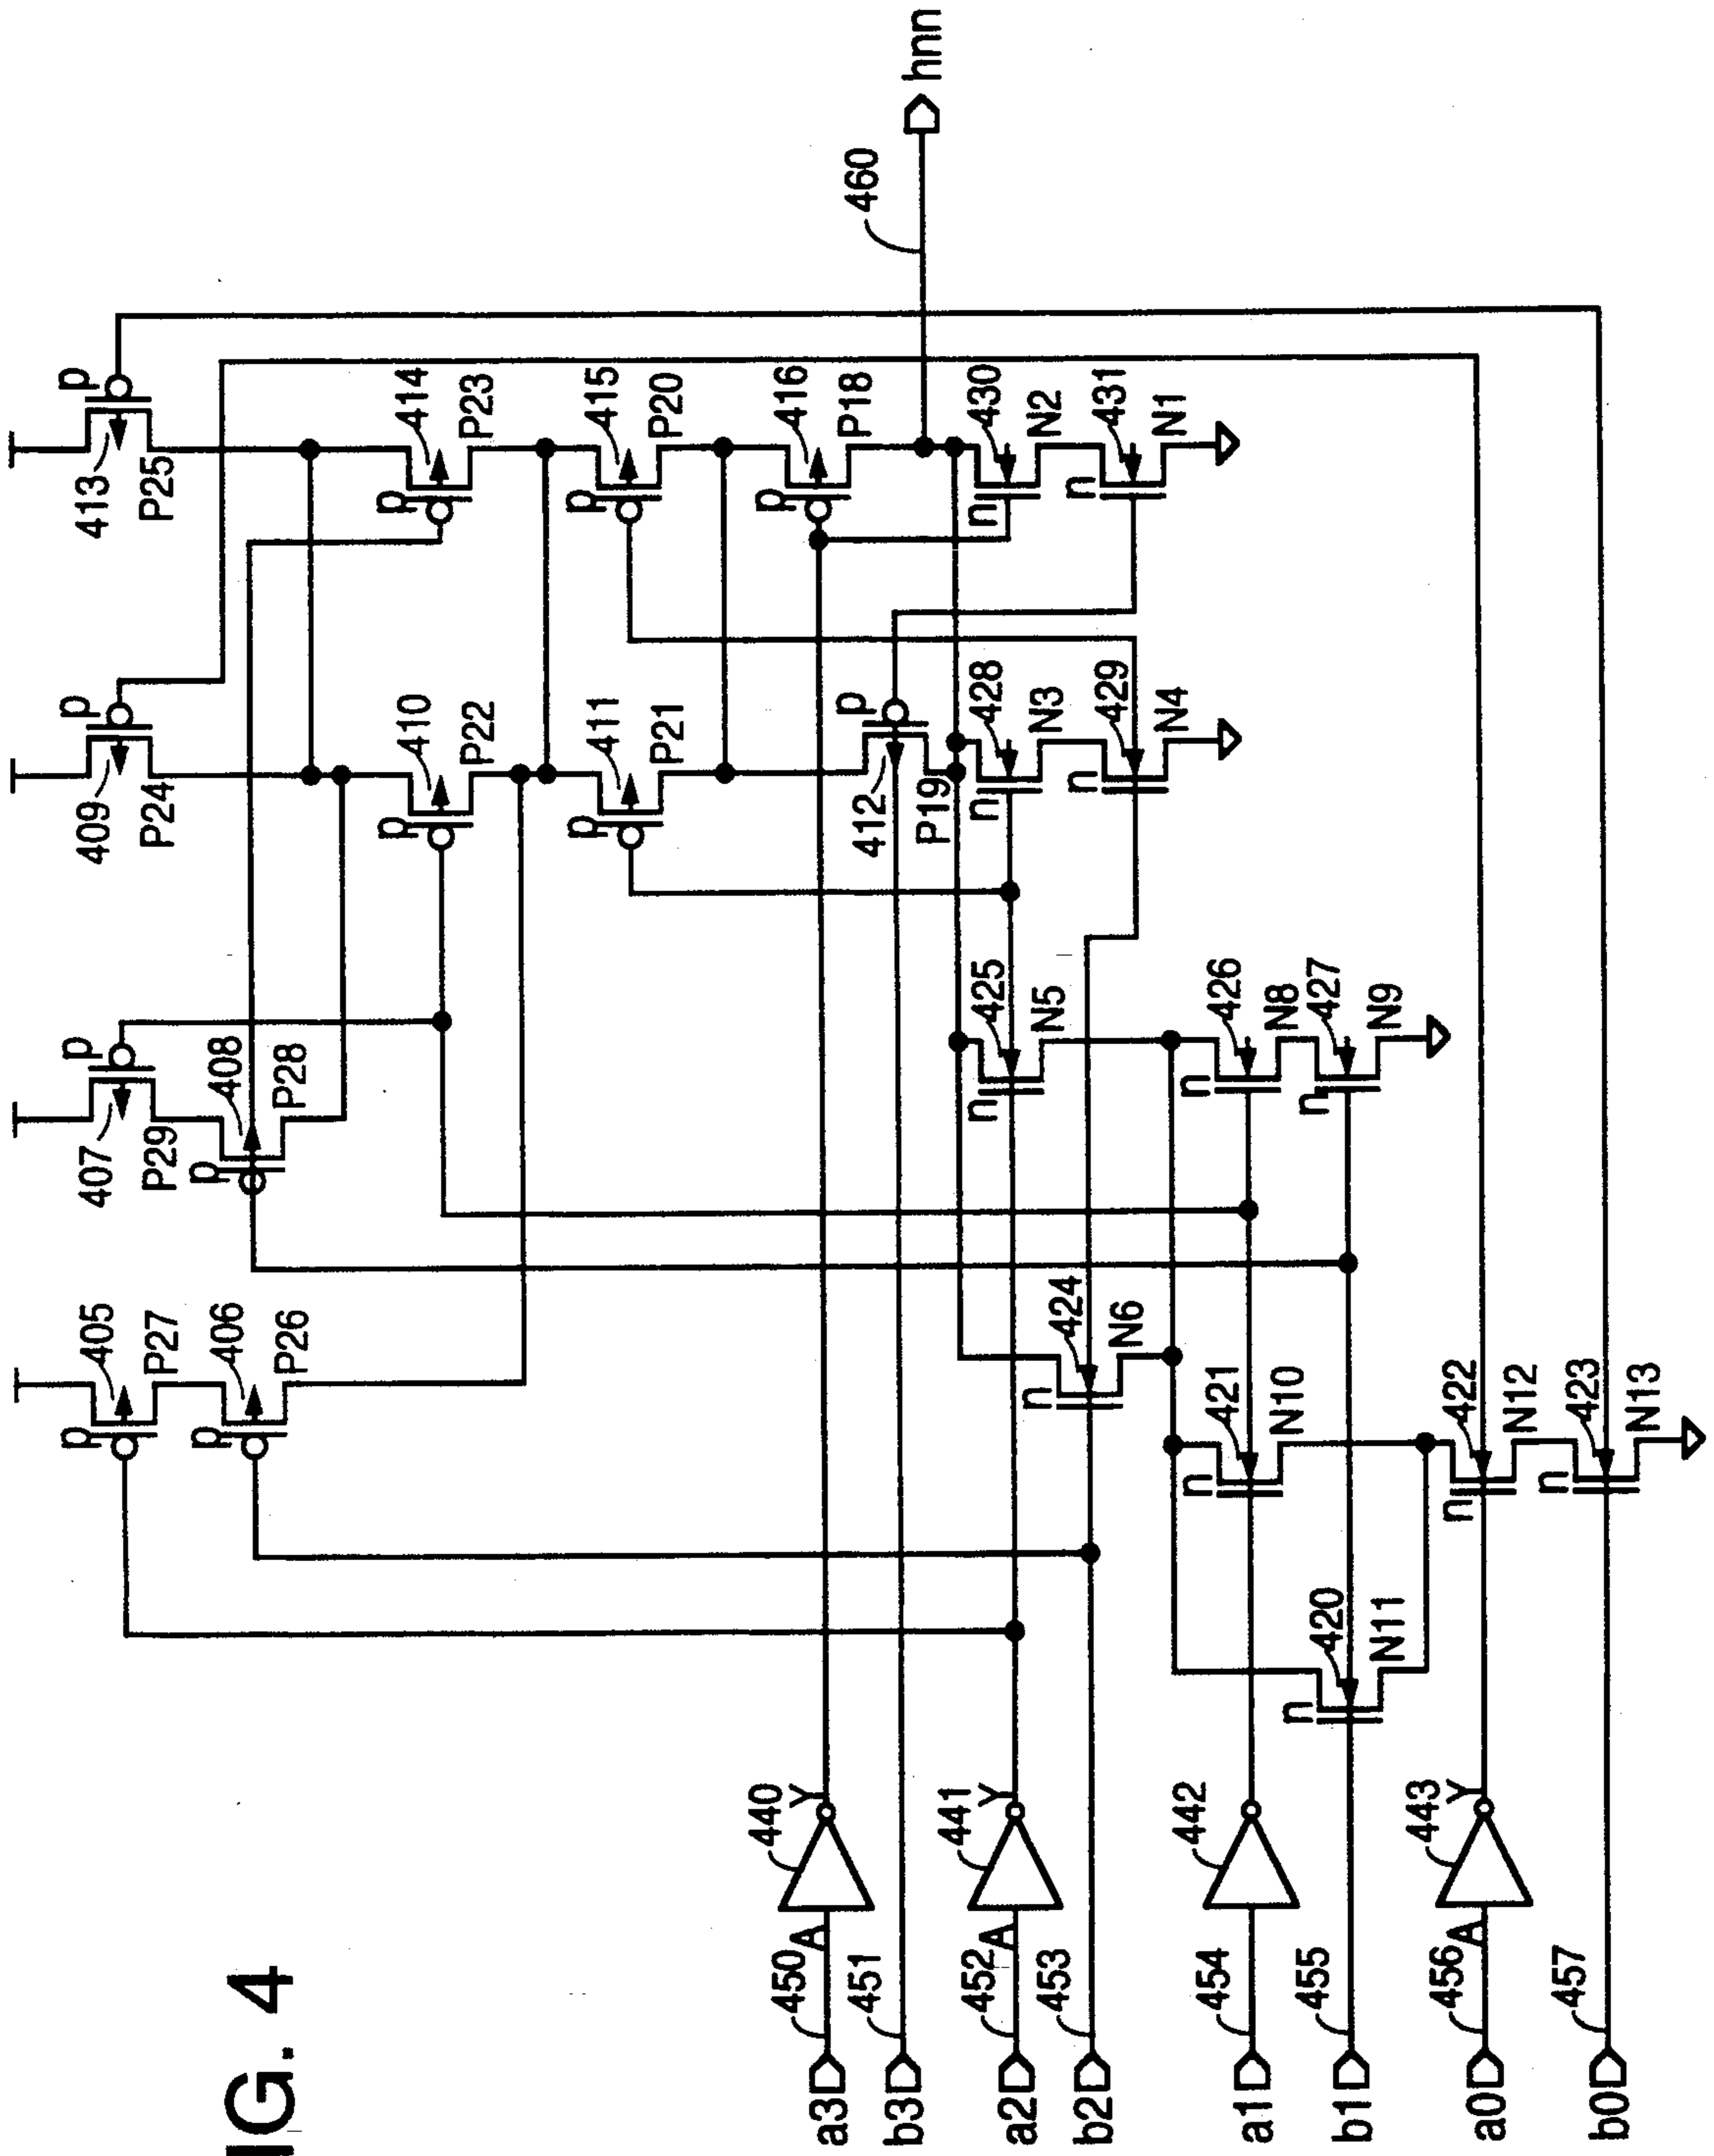 IG. 4
413
p
P25
409
p
P24
407
p
P29
408
p
P28
405
p
P27
406
p
P26
414
p
P23
410
p
P22
415
p
P20
411
p
P21
416
p
P18
412
p
P19
460
hnn
430
n
N2
431
n
N1
428
n
N3
429
n
N4
425
n
N5
424
n
N6
426
n
N8
427
n
N9
421
n
N10
420
n
N11
422
n
N12
423
n
N13
a3
450
A
440
Y
b3
451
a2
452
A
441
Y
b2
453
a1
454
442
b1
455
a0
456
A
443
Y
b0
457